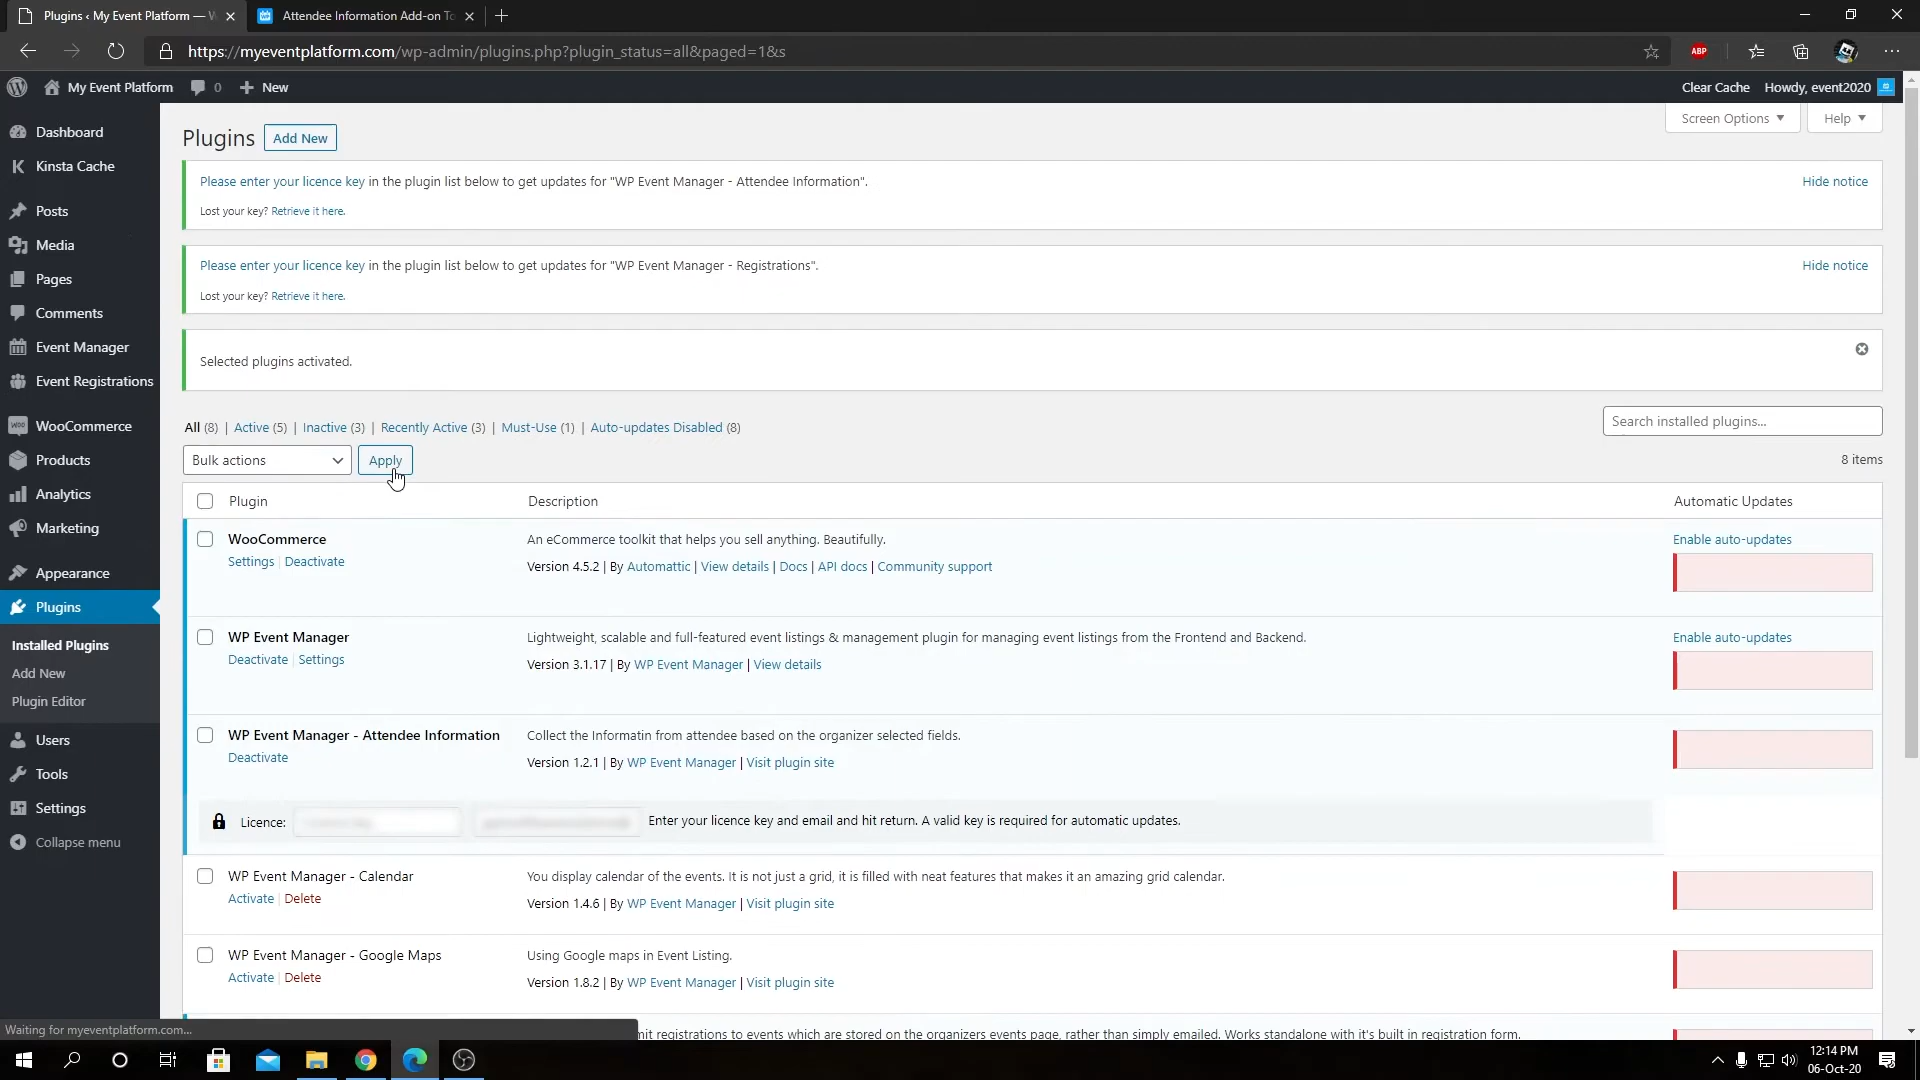 Plugins ‹ My Event Platform — W
Attendee Information Add-on To
https://myeventplatform.com/wp-admin/plugins.php?plugin_status=all&paged=1&s
ABP
My Event Platform
0
New
Clear Cache
Howdy, event2020
Dashboard
Kinsta Cache
Posts
Media
Pages
Comments
Event Manager
Event Registrations
WooCommerce
Products
Analytics
Marketing
Appearance
Plugins
Installed Plugins
Add New
Plugin Editor
Users
Tools
Settings
Collapse menu
Screen Options
Help
Plugins
Add New
Please enter your licence key in the plugin list below to get updates for "WP Event Manager - Attendee Information".
Hide notice
Lost your key? Retrieve it here.
Please enter your licence key in the plugin list below to get updates for "WP Event Manager - Registrations".
Hide notice
Lost your key? Retrieve it here.
Selected plugins activated.
All (8) | Active (5) | Inactive (3) | Recently Active (3) | Must-Use (1) | Auto-updates Disabled (8)
Search installed plugins...
Bulk actions
Apply
8 items
Plugin
Description
Automatic Updates
WooCommerce
An eCommerce toolkit that helps you sell anything. Beautifully.
Enable auto-updates
Settings | Deactivate
Version 4.5.2 | By Automattic | View details | Docs | API docs | Community support
WP Event Manager
Lightweight, scalable and full-featured event listings & management plugin for managing event listings from the Frontend and Backend.
Enable auto-updates
Deactivate | Settings
Version 3.1.17 | By WP Event Manager | View details
WP Event Manager - Attendee Information
Collect the Informatin from attendee based on the organizer selected fields.
Deactivate
Version 1.2.1 | By WP Event Manager | Visit plugin site
Licence:
Enter your licence key and email and hit return. A valid key is required for automatic updates.
WP Event Manager - Calendar
You display calendar of the events. It is not just a grid, it is filled with neat features that makes it an amazing grid calendar.
Activate | Delete
Version 1.4.6 | By WP Event Manager | Visit plugin site
WP Event Manager - Google Maps
Using Google maps in Event Listing.
Activate | Delete
Version 1.8.2 | By WP Event Manager | Visit plugin site
mit registrations to events which are stored on the organizers events page, rather than simply emailed. Works standalone with it's built in registration form.
Waiting for myeventplatform.com...
12:14 PM
06-Oct-20